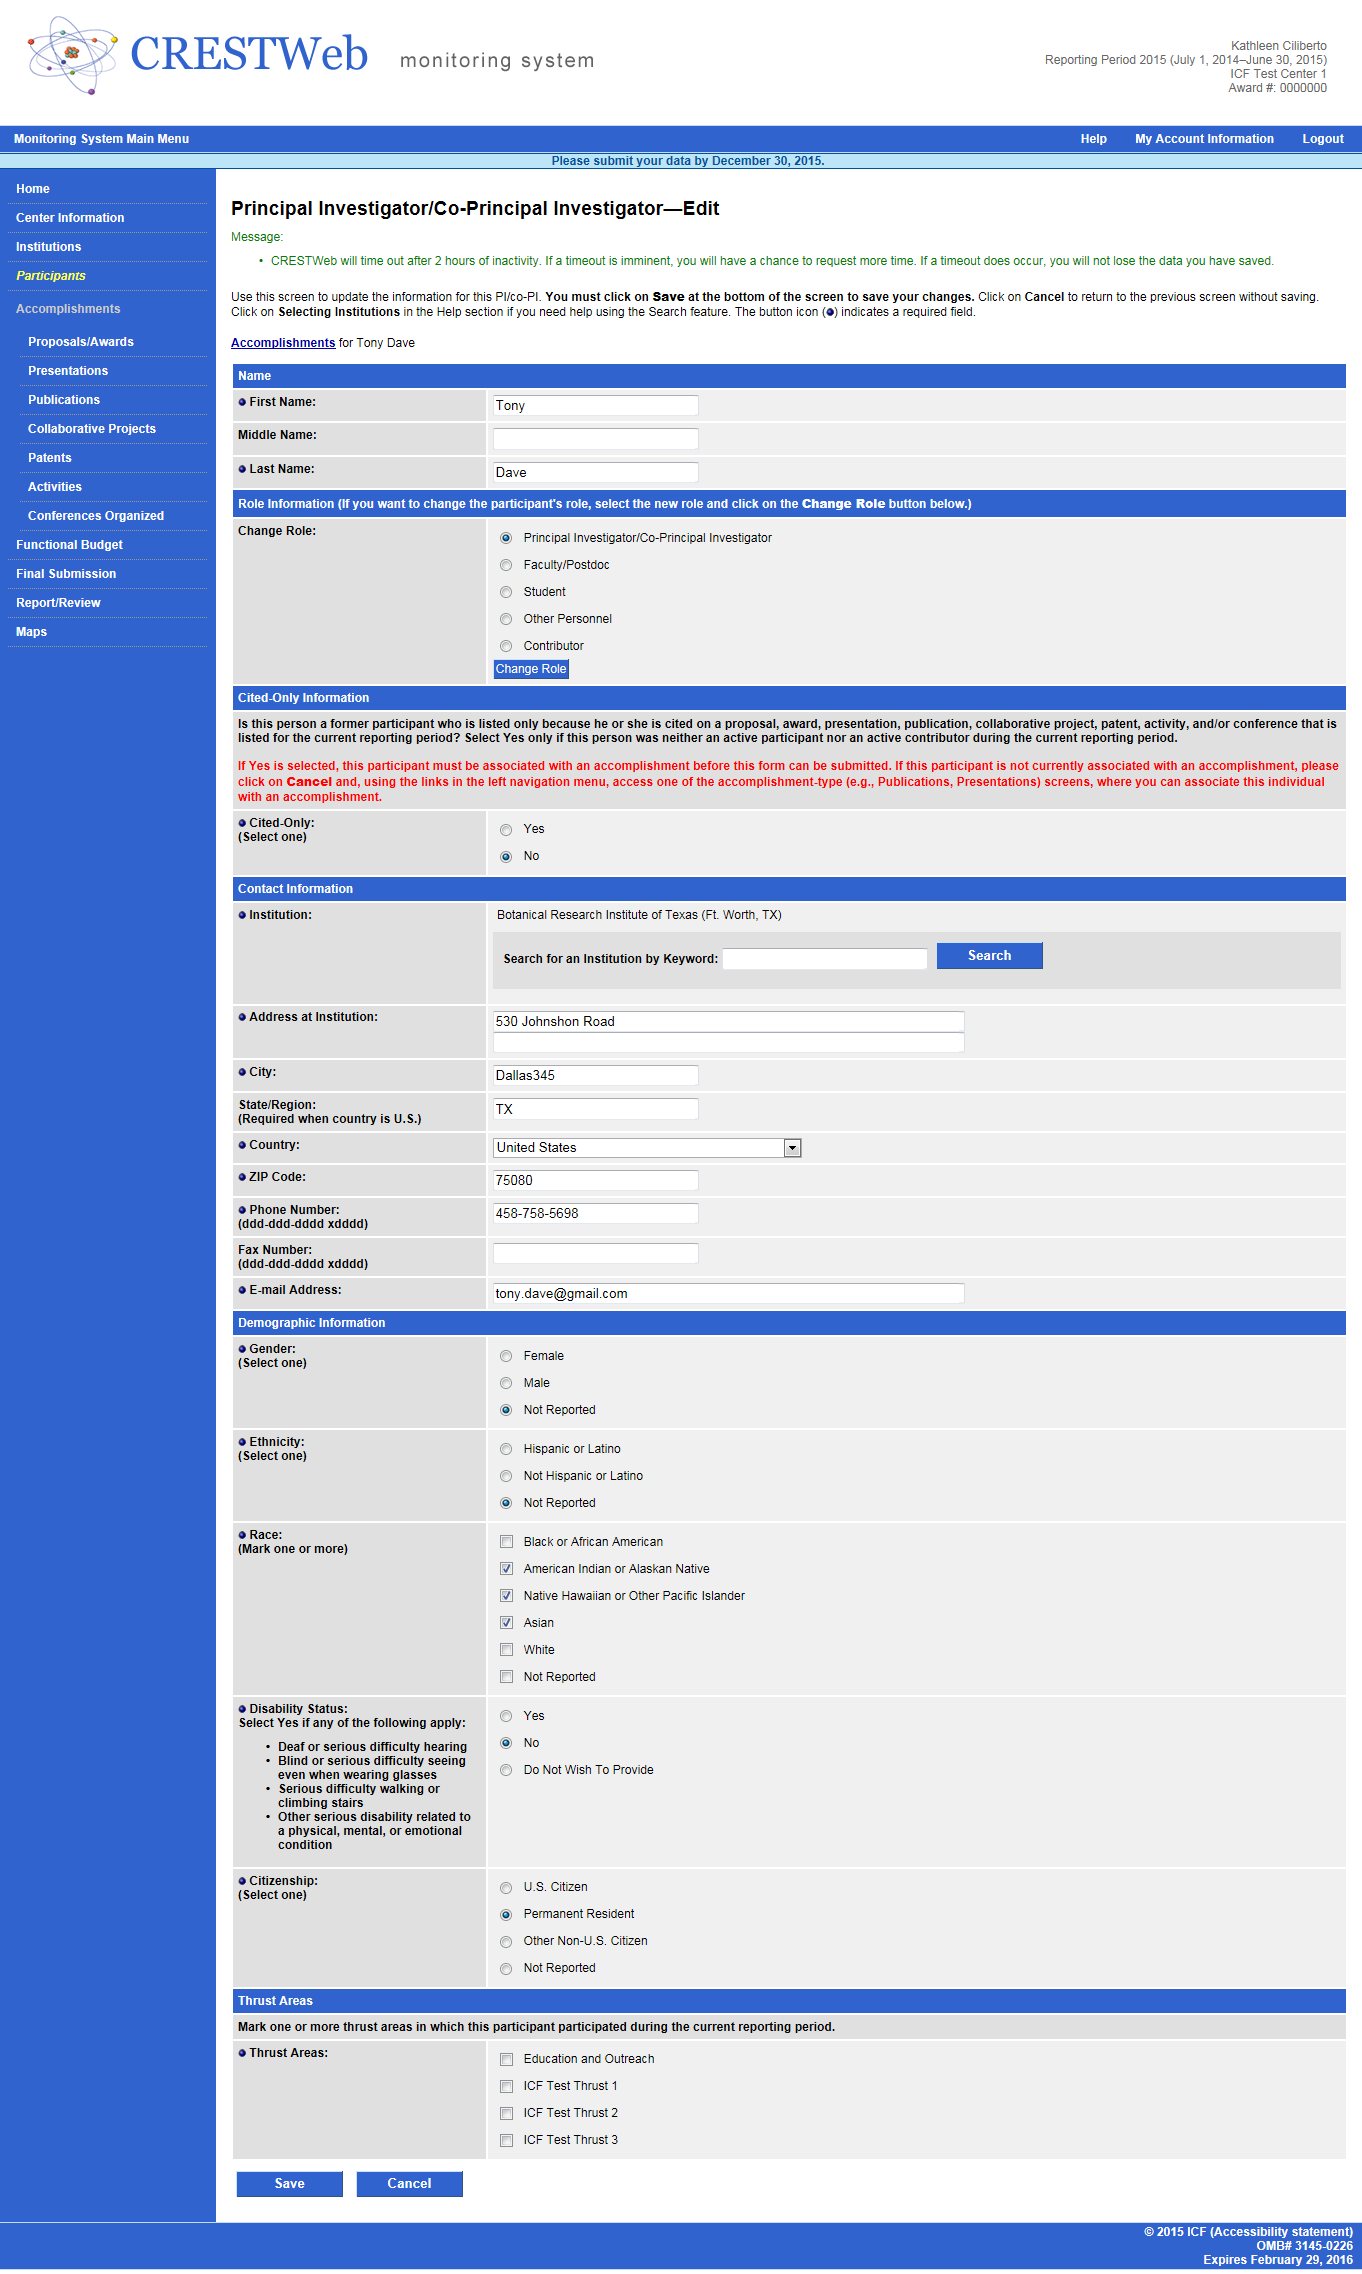 CRESTWeb monitoring system
Kathleen Ciliberto
Reporting Period 2015 (July 1, 2014–June 30, 2015)
ICF Test Center 1
Award #: 0000000
Monitoring System Main Menu
Help My Account Information Logout
Please submit your data by December 30, 2015.
Home
Center Information
Institutions
Participants
Accomplishments
Proposals/Awards
Presentations
Publications
Collaborative Projects
Patents
Activities
Conferences Organized
Functional Budget
Final Submission
Report/Review
Maps
Principal Investigator/Co-Principal Investigator—Edit
Message:
• CRESTWeb will time out after 2 hours of inactivity. If a timeout is imminent, you will have a chance to request more time. If a timeout does occur, you will not lose the data you have saved.
Use this screen to update the information for this PI/co-PI. You must click on Save at the bottom of the screen to save your changes. Click on Cancel to return to the previous screen without saving.
Click on Selecting Institutions in the Help section if you need help using the Search feature. The button icon ( ) indicates a required field.
Accomplishments for Tony Dave
Name
First Name: Tony
Middle Name:
Last Name: Dave
Role Information (If you want to change the participant's role, select the new role and click on the Change Role button below.)
Change Role:
Principal Investigator/Co-Principal Investigator
Faculty/Postdoc
Student
Other Personnel
Contributor
Change Role
Cited-Only Information
Is this person a former participant who is listed only because he or she is cited on a proposal, award, presentation, publication, collaborative project, patent, activity, and/or conference that is
listed for the current reporting period? Select Yes only if this person was neither an active participant nor an active contributor during the current reporting period.
If Yes is selected, this participant must be associated with an accomplishment before this form can be submitted. If this participant is not currently associated with an accomplishment, please
click on Cancel and, using the links in the left navigation menu, access one of the accomplishment-type (e.g., Publications, Presentations) screens, where you can associate this individual
with an accomplishment.
Cited-Only:
(Select one)
Yes
No
Contact Information
Institution:
Botanical Research Institute of Texas (Ft. Worth, TX)
Search for an Institution by Keyword: Search
Address at Institution:
530 Johnshon Road
City: Dallas345
State/Region:
(Required when country is U.S.)
TX
Country: United States
ZIP Code: 75080
Phone Number:
(ddd-ddd-dddd xdddd)
458-758-5698
Fax Number:
(ddd-ddd-dddd xdddd)
E-mail Address: tony.dave@gmail.com
Demographic Information
Gender:
(Select one)
Female
Male
Not Reported
Ethnicity:
(Select one)
Hispanic or Latino
Not Hispanic or Latino
Not Reported
Race:
(Mark one or more)
Black or African American
American Indian or Alaskan Native
Native Hawaiian or Other Pacific Islander
Asian
White
Not Reported
Disability Status:
Select Yes if any of the following apply:
• Deaf or serious difficulty hearing
• Blind or serious difficulty seeing
even when wearing glasses
• Serious difficulty walking or
climbing stairs
• Other serious disability related to
a physical, mental, or emotional
condition
Yes
No
Do Not Wish To Provide
Citizenship:
(Select one)
U.S. Citizen
Permanent Resident
Other Non-U.S. Citizen
Not Reported
Thrust Areas
Mark one or more thrust areas in which this participant participated during the current reporting period.
Thrust Areas:
Education and Outreach
ICF Test Thrust 1
ICF Test Thrust 2
ICF Test Thrust 3
Save Cancel
© 2015 ICF (Accessibility statement)
OMB# 3145-0226
Expires February 29, 2016